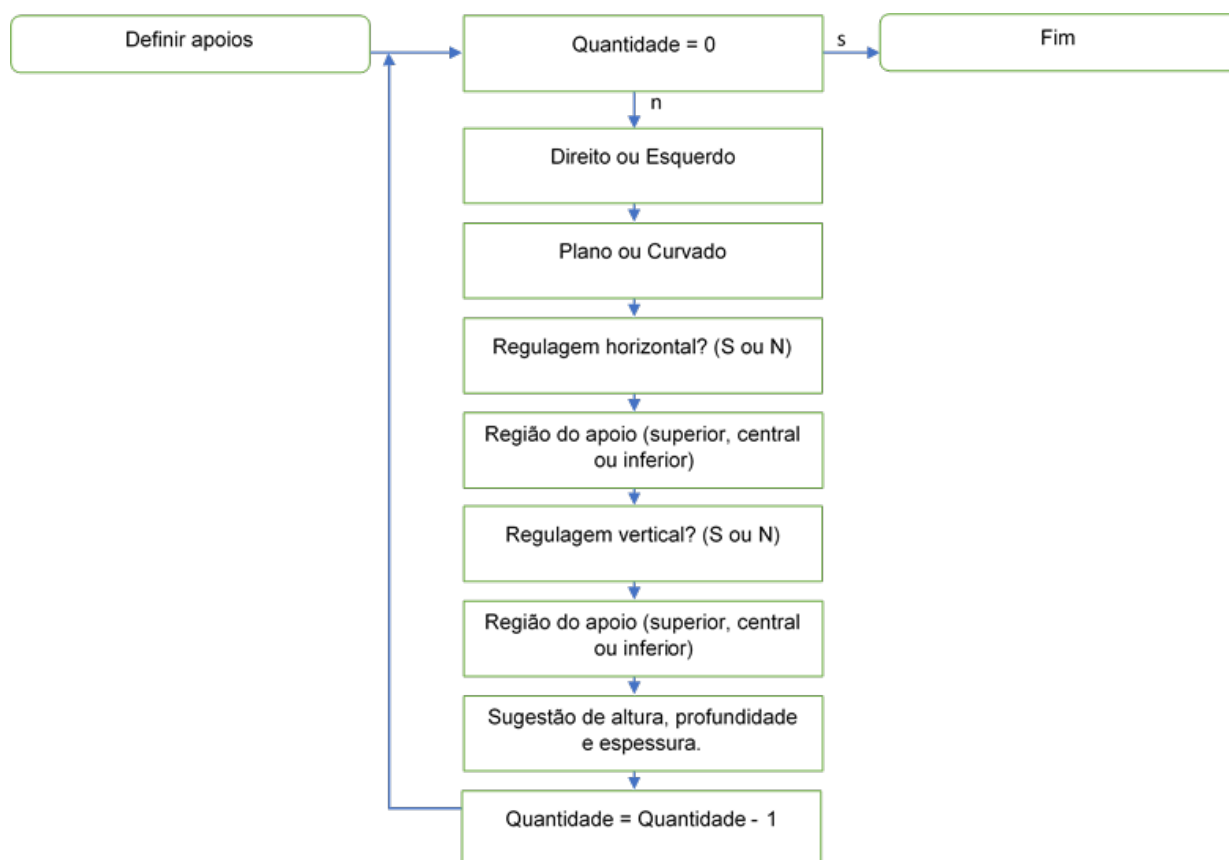 Definir apoios
Quantidade = 0
s
Fim
n
Direito ou Esquerdo
Plano ou Curvado
Regulagem horizontal? (S ou N)
Região do apoio (superior, central
ou inferior)
Regulagem vertical? (S ou N)
Região do apoio (superior, central
ou inferior)
Sugestão de altura, profundidade
e espessura.
Quantidade = Quantidade - 1